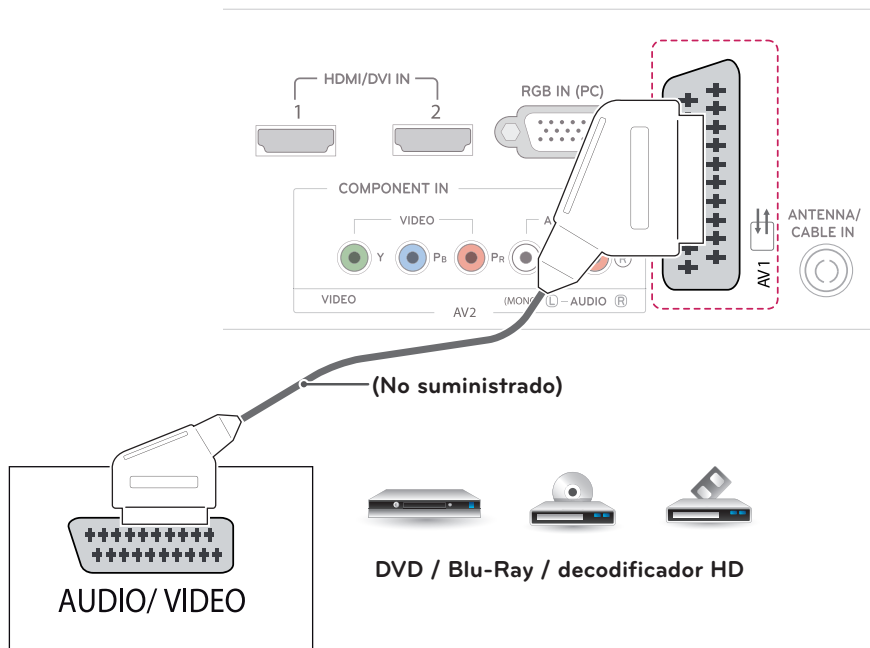 HDMI/DVI IN
1
2
RGB IN (PC)
COMPONENT IN
VIDEO
Y
PB
PR
R
ANTENNA/
CABLE IN
AV1
VIDEO
AV2
(MONO
L
AUDIO
R
(No suministrado)
DVD / Blu-Ray / decodificador HD
AUDIO/ VIDEO